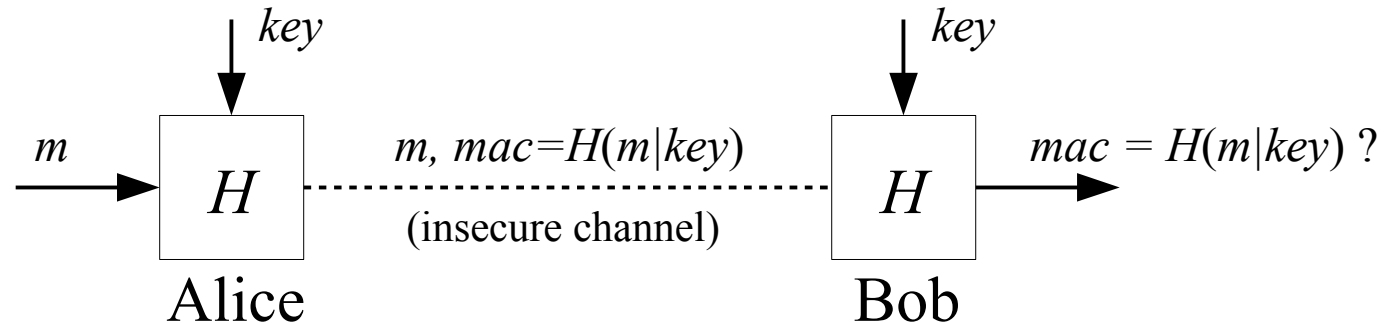 key
key
m
m, mac=H(m|key)
mac = H(m|key) ?
H
H
(insecure channel)
Alice
Bob